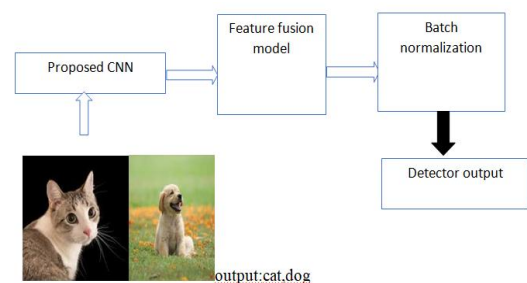 Proposed CNN
Feature fusion
model
Batch
normalization
Detector output
output:cat,dog